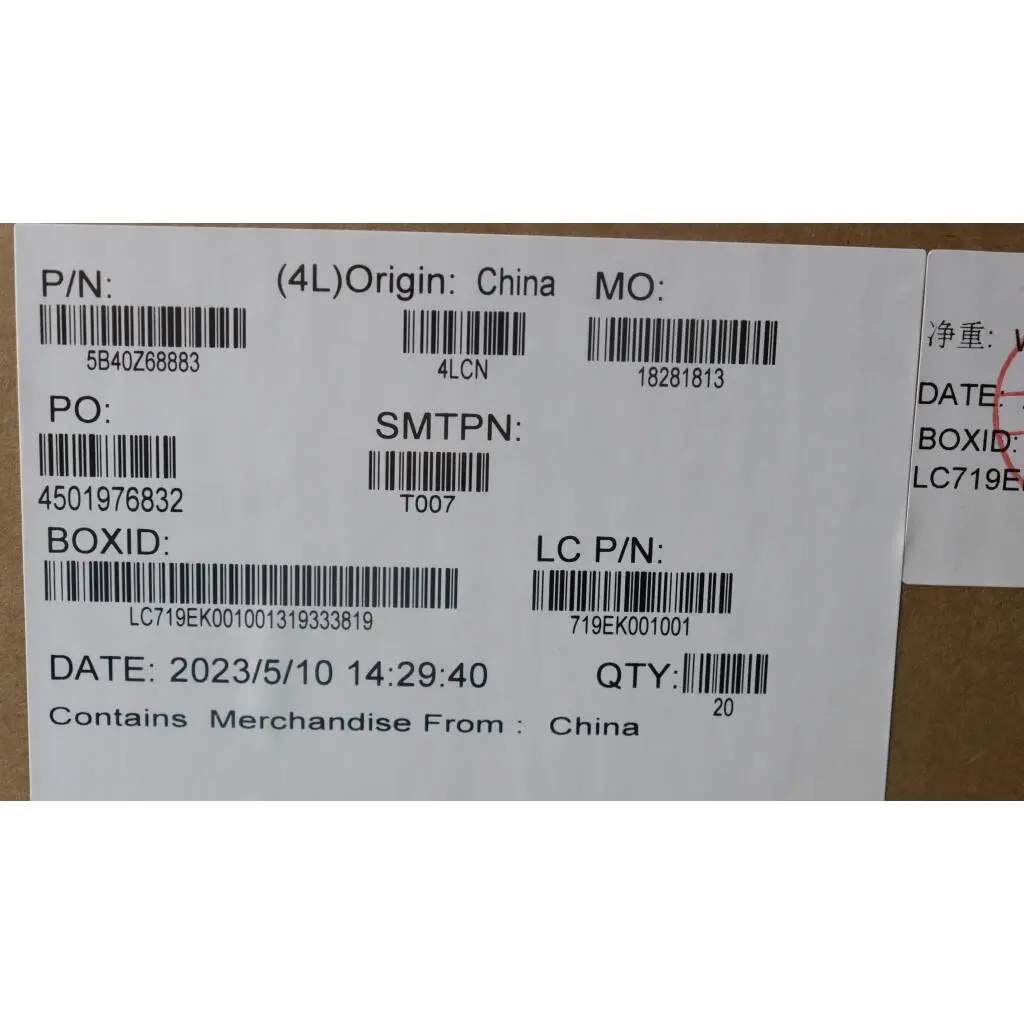 P/N: (4L)Origin: China MO:
5B40Z68883 4LCN 18281813
PO: SMTPN:
4501976832 T007
BOXID: LC P/N:
LC719EK001001319333819 719EK001001
DATE: 2023/5/10 14:29:40 QTY:
20
Contains Merchandise From : China
净重:
DATE:
BOXID:
LC719E